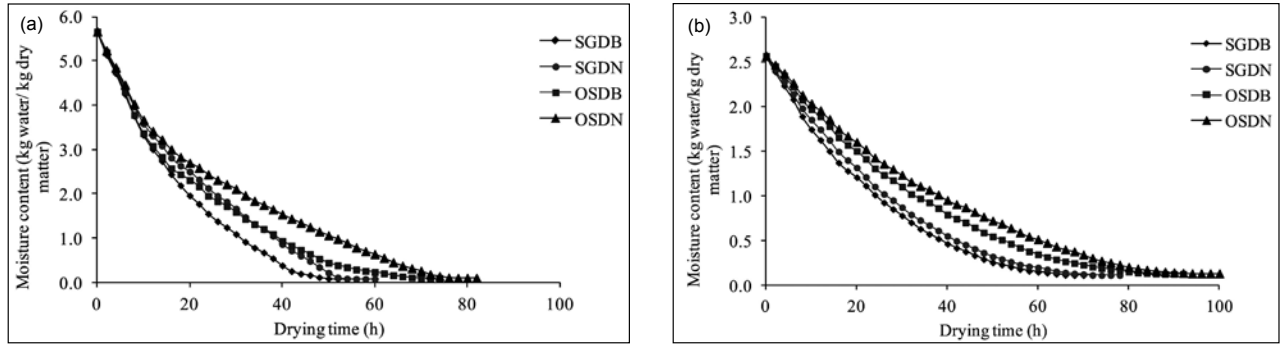 (a)
Moisture content (kg water/ kg dry
matter)
6.0
5.0
4.0
3.0
2.0
1.0
0.0
0
20
40
60
80
100
Drying time (h)
SGDB
SGDN
OSDB
OSDN
(b)
Moisture content (kg water/kg dry
matter)
3.0
2.5
2.0
1.5
1.0
0.5
0.0
0
20
40
60
80
100
Drying time (h)
SGDB
SGDN
OSDB
OSDN